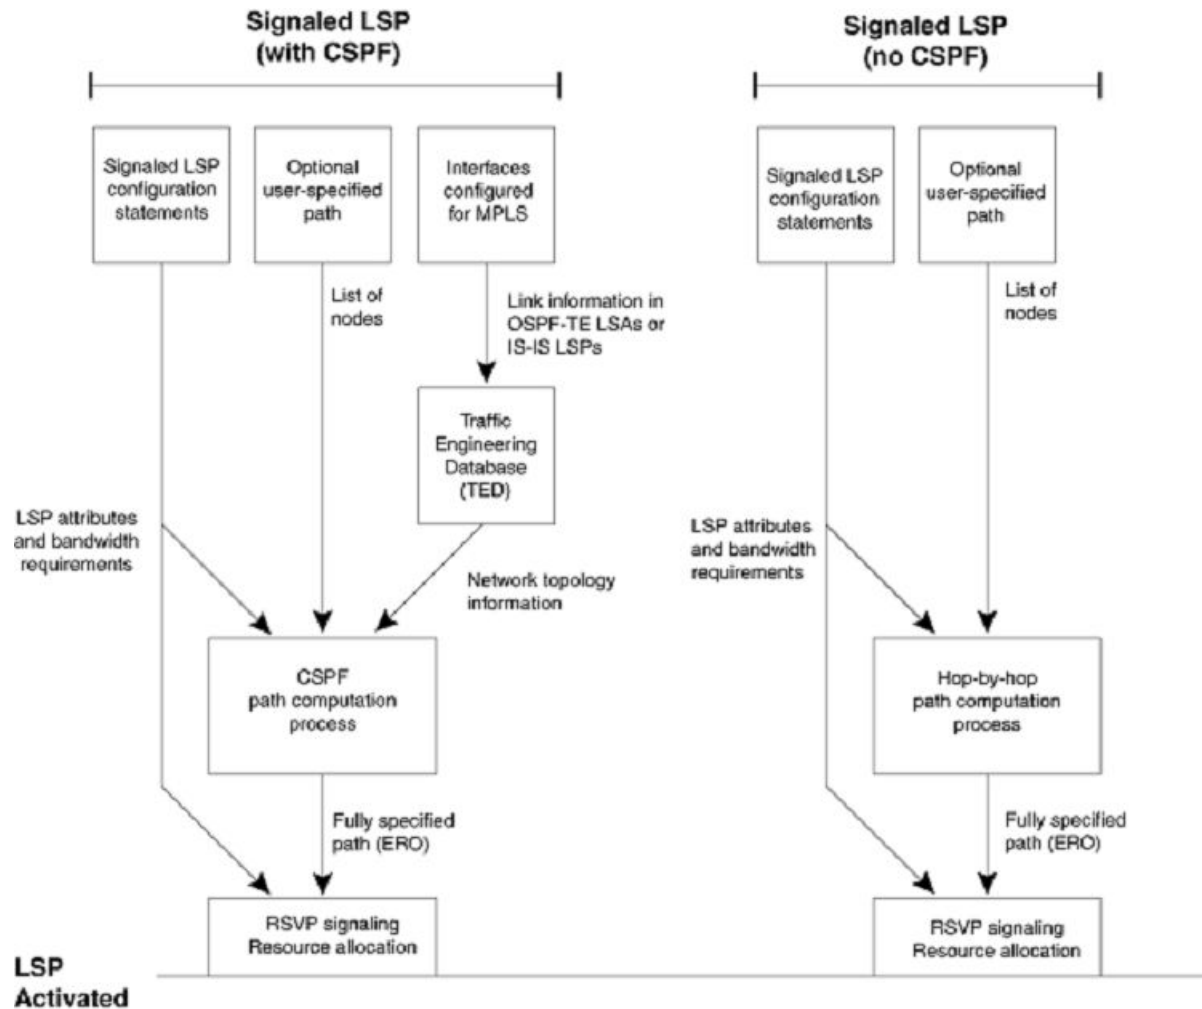 Signaled LSP
(with CSPF)
Signaled LSP
configuration
statements
Optional
user-specified
path
Interfaces
configured
for MPLS
List of
nodes
Link information in
OSPF-TE LSAs or
IS-IS LSPs
Traffic
Engineering
Database
(TED)
LSP attributes
and bandwidth
requirements
Network topology
information
CSPF
path computation
process
Fully specified
path (ERO)
RSVP signaling
Resource allocation
Signaled LSP
(no CSPF)
Signaled LSP
configuration
statements
Optional
user-specified
path
List of
nodes
LSP attributes
and bandwidth
requirements
Hop-by-hop
path computation
process
Fully specified
path (ERO)
RSVP signaling
Resource allocation
LSP
Activated